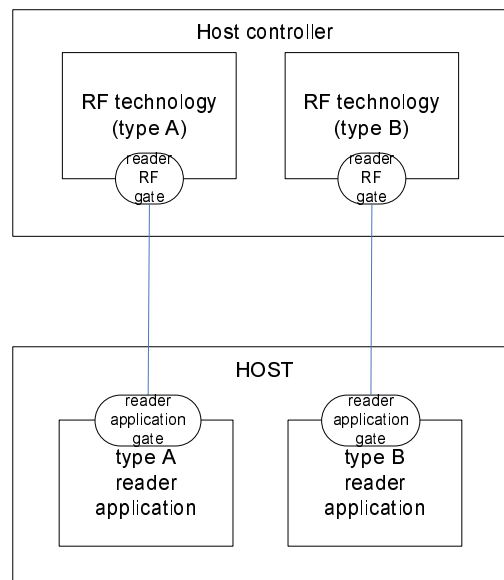 Host controller
RF technology
(type A)
reader
RF
gate
RF technology
(type B)
reader
RF
gate
HOST
reader
application
gate
type A
reader
application
reader
application
gate
type B
reader
application